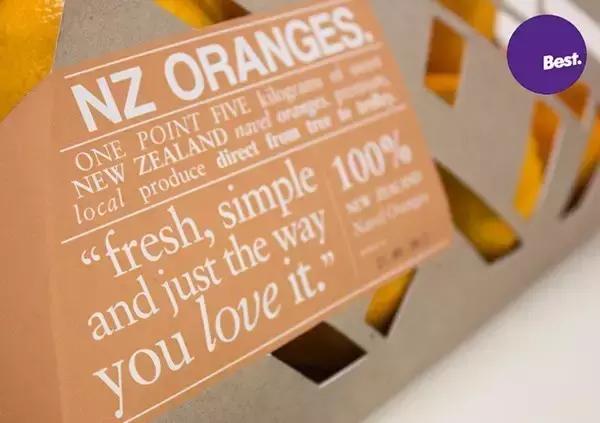 NZ ORANGES.
ONE POINT FIVE kilograms of sweet
NEW ZEALAND navel oranges,
local produce direct from tree to trolley.
“fresh, simple
and just the way
you love it.”
100%
NEW ZEALAND
Navel Oranges
Best.